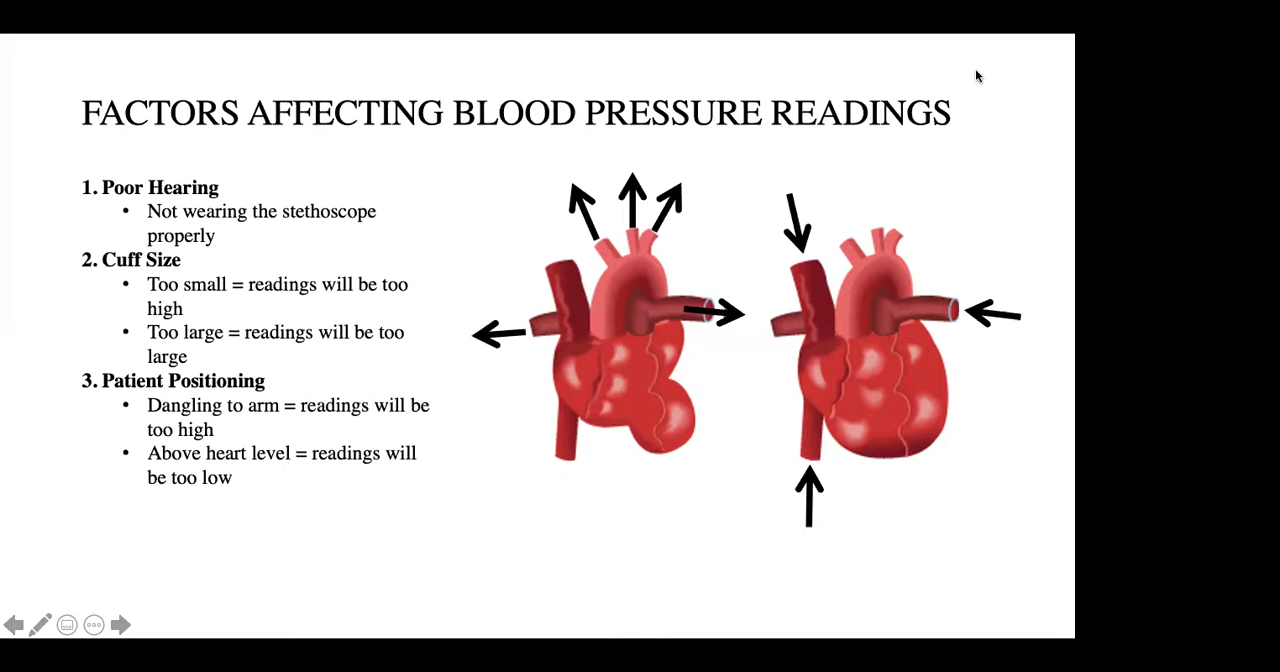 FACTORS AFFECTING BLOOD PRESSURE READINGS
1. Poor Hearing
• Not wearing the stethoscope
properly
2. Cuff Size
• Too small = readings will be too
high
• Too large = readings will be too
large
3. Patient Positioning
• Dangling to arm = readings will be
too high
• Above heart level = readings will
be too low